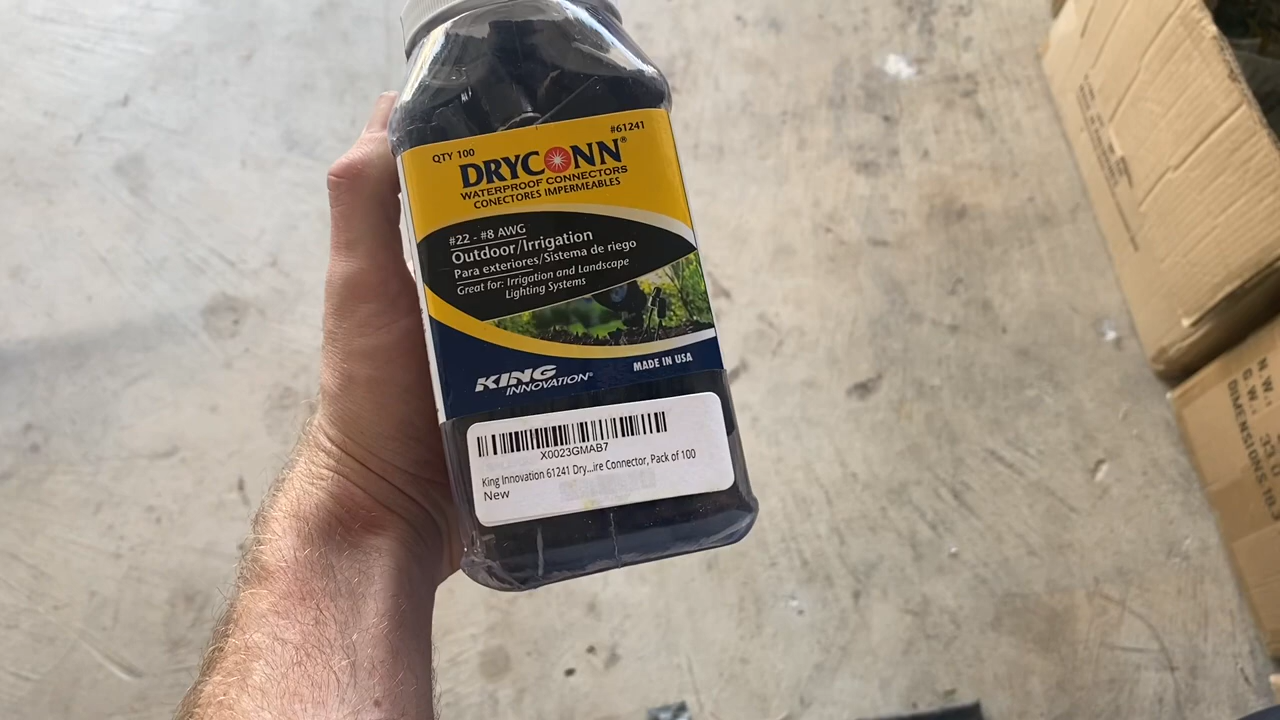 #61241
QTY 100
DRYCONN®
WATERPROOF CONNECTORS
CONECTORES IMPERMEABLES
#22 - #8 AWG
Outdoor/Irrigation
Para exteriores/Sistema de riego
Great for: Irrigation and Landscape
Lighting Systems
KING
INNOVATION®
MADE IN USA
X0023GMAB7
King Innovation 61241 Dry...ire Connector, Pack of 100
New
N.W.:
G.W.: 33
DIMENSION